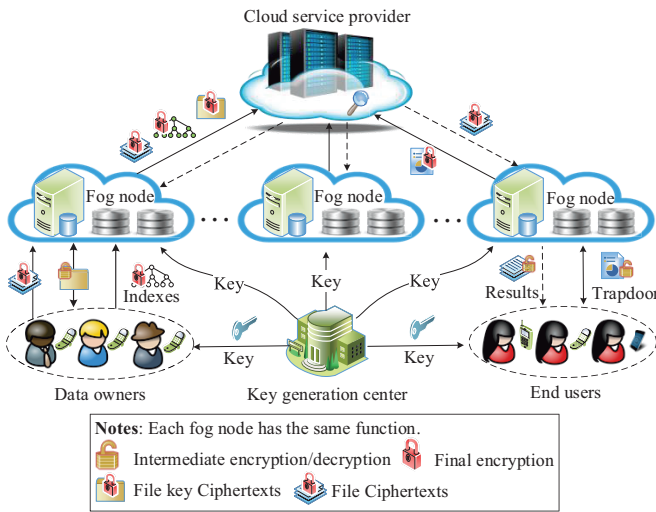 Cloud service provider
Fog node
Fog node
Fog node
Indexes
Key
Key
Key
Results
Trapdoor
Key
Key
Data owners
Key generation center
End users
Notes: Each fog node has the same function.
Intermediate encryption/decryption
Final encryption
File key Ciphertexts
File Ciphertexts